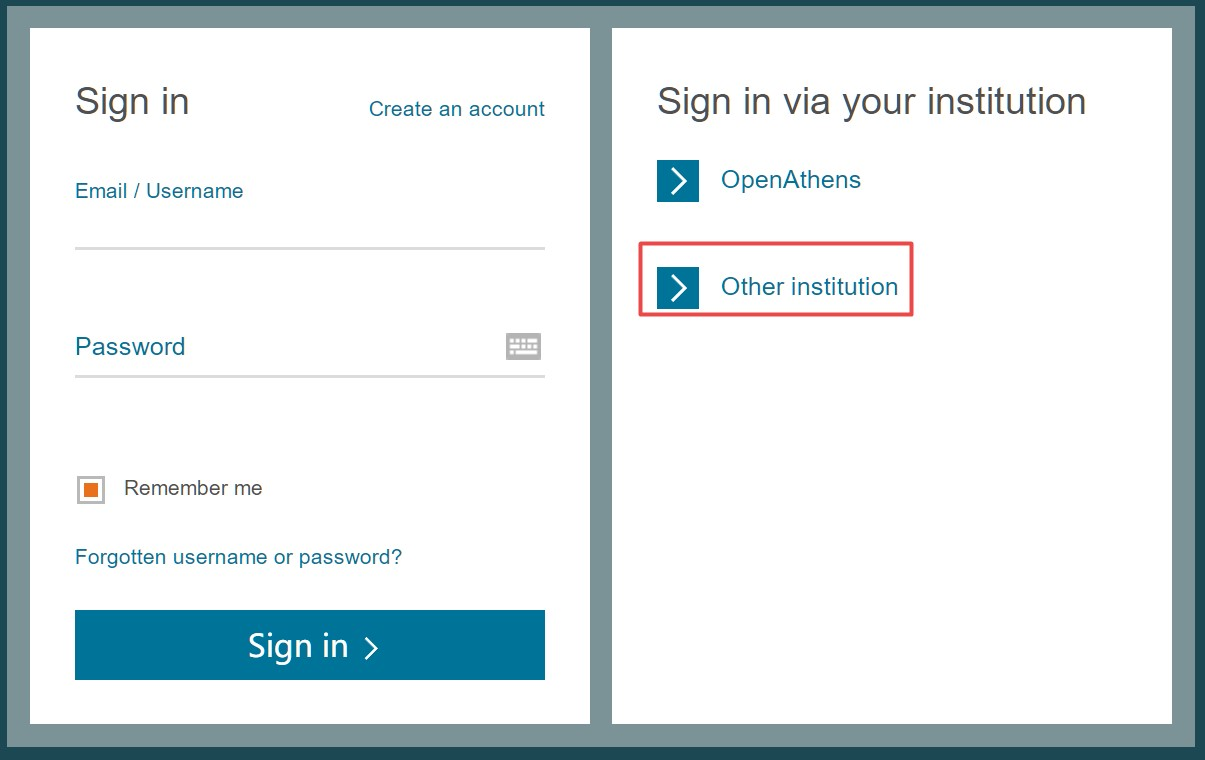 Sign in
Create an account
Email / Username
Password
Remember me
Forgotten username or password?
Sign in
Sign in via your institution
OpenAthens
Other institution